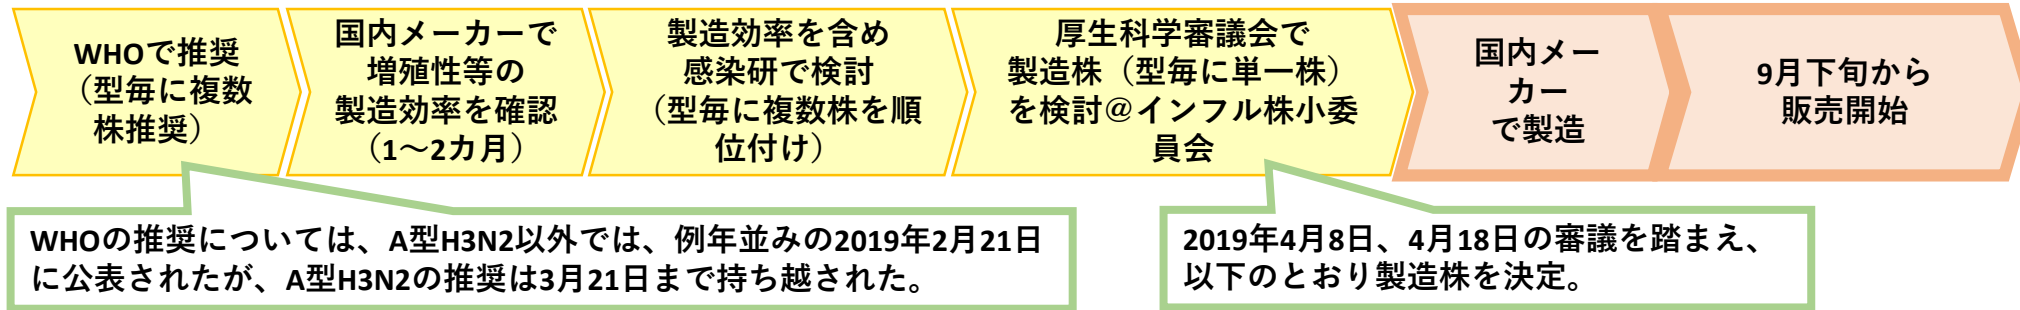 WHOで推奨
（型毎に複数
株推奨）
国内メーカーで
増殖性等の
製造効率を確認
（1～2カ月）
製造効率を含め
感染研で検討
（型毎に複数株を順
位付け）
厚生科学審議会で
製造株（型毎に単一株）
を検討＠インフル株小委
員会
国内メー
カー
で製造
9月下旬から
販売開始
WHOの推奨については、A型H3N2以外では、例年並みの2019年2月21日
に公表されたが、A型H3N2の推奨は3月21日まで持ち越された。
2019年4月8日、4月18日の審議を踏まえ、
以下のとおり製造株を決定。